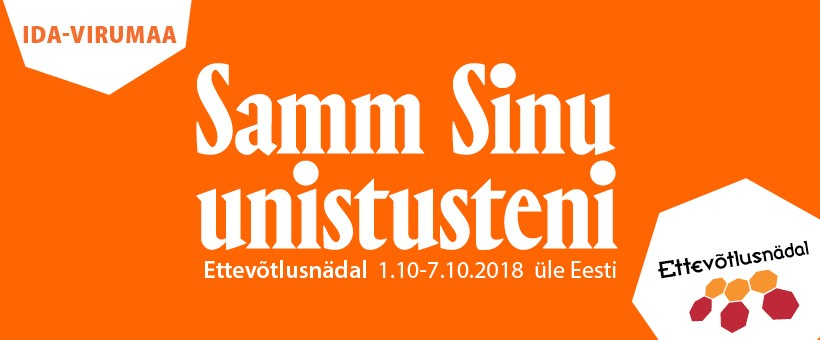 IDA-VIRUMAA
Samm Sinu
unistusteni
Ettevõtlusnädal 1.10-7.10.2018 üle Eesti
Ettevõtlusnädal